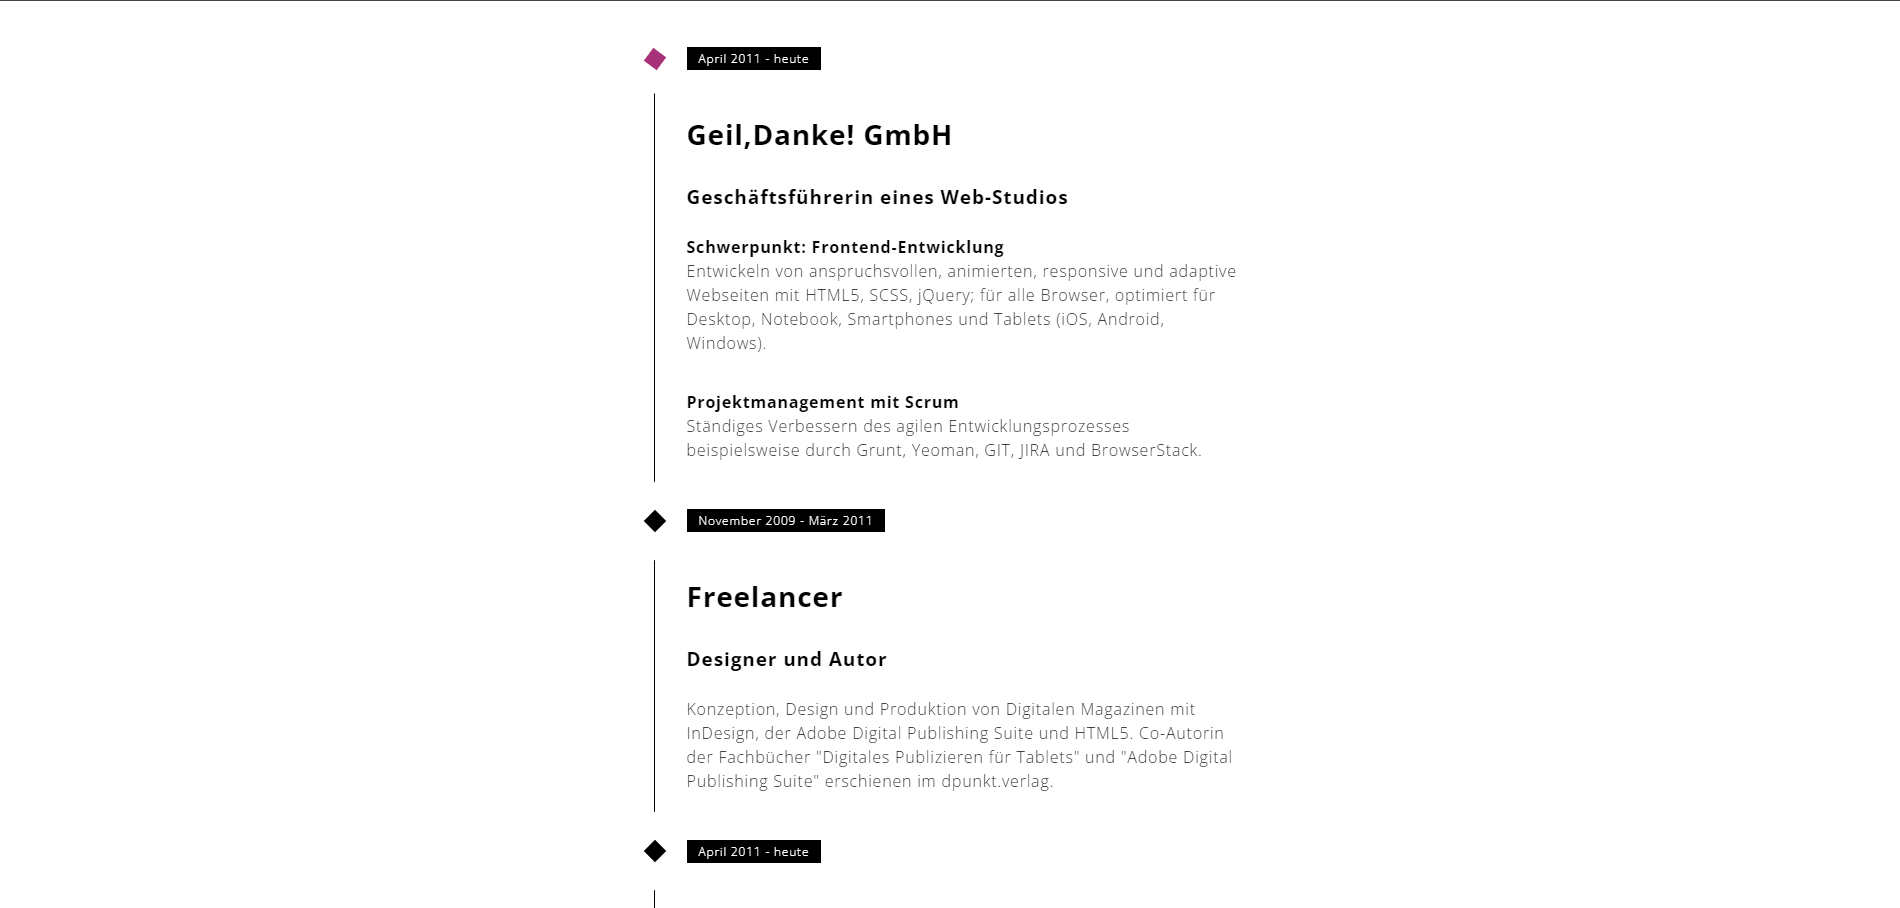 April 2011 - heute
Geil,Danke! GmbH
Geschäftsführerin eines Web-Studios
Schwerpunkt: Frontend-Entwicklung
Entwickeln von anspruchsvollen, animierten, responsive und adaptive
Webseiten mit HTML5, SCSS, jQuery; für alle Browser, optimiert für
Desktop, Notebook, Smartphones und Tablets (iOS, Android,
Windows).
Projektmanagement mit Scrum
Ständiges Verbessern des agilen Entwicklungsprozesses
beispielsweise durch Grunt, Yeoman, GIT, JIRA und BrowserStack.
November 2009 - März 2011
Freelancer
Designer und Autor
Konzeption, Design und Produktion von Digitalen Magazinen mit
InDesign, der Adobe Digital Publishing Suite und HTML5. Co-Autorin
der Fachbücher "Digitales Publizieren für Tablets" und "Adobe Digital
Publishing Suite" erschienen im dpunkt.verlag.
April 2011 - heute